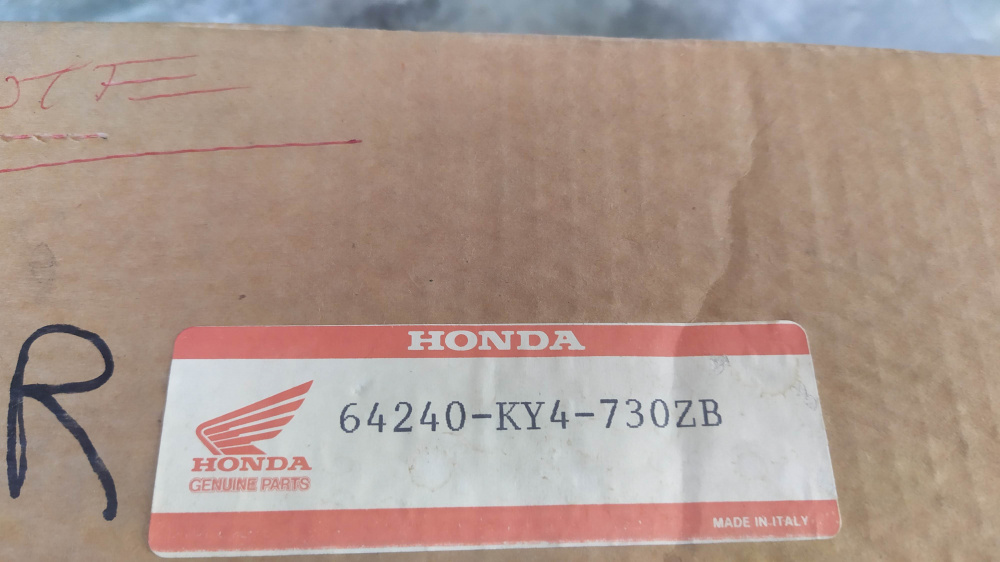 HONDA
64240-KY4-730ZB
HONDA
GENUINE PARTS
MADE IN ITALY
R